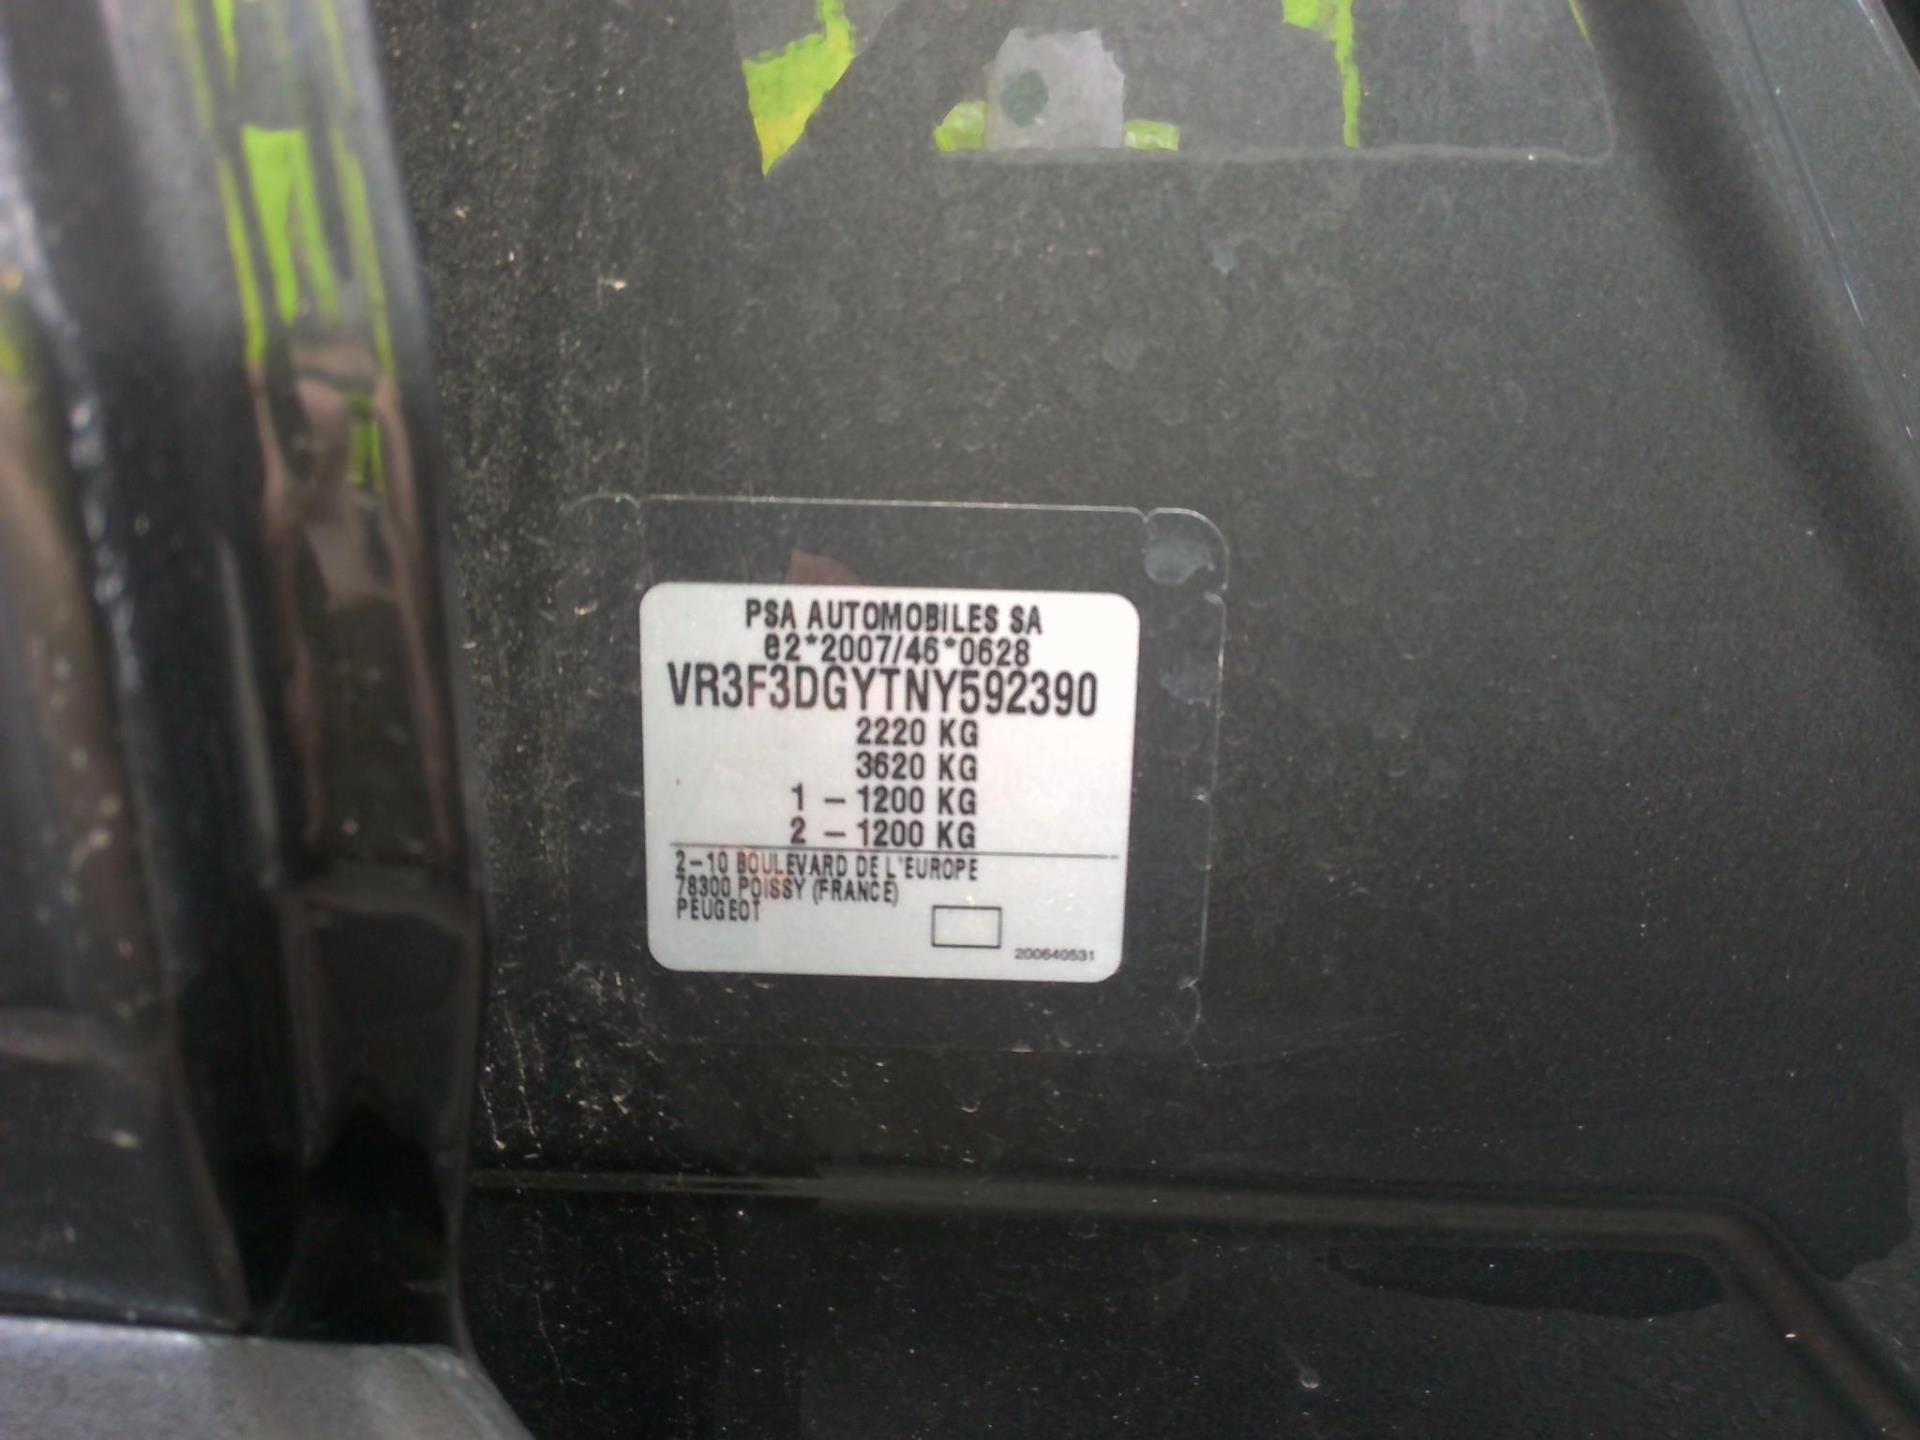 PSA AUTOMOBILES SA
e2*2007/46*0628
VR3F3DGYTNY592390
2220 KG
3620 KG
1 - 1200 KG
2 - 1200 KG
2-10 BOULEVARD DE L'EUROPE
78300 POISSY (FRANCE)
PEUGEOT
200640531